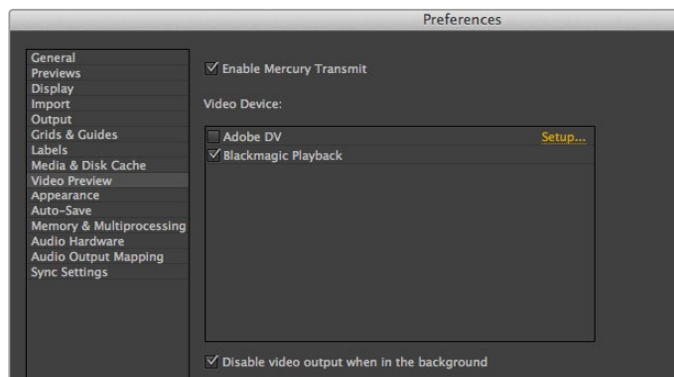 Preferences
General
Previews
Display
Import
Output
Grids & Guides
Labels
Media & Disk Cache
Video Preview
Appearance
Auto-Save
Memory & Multiprocessing
Audio Hardware
Audio Output Mapping
Sync Settings
Enable Mercury Transmit
Video Device:
Adobe DV Setup...
Blackmagic Playback
Disable video output when in the background